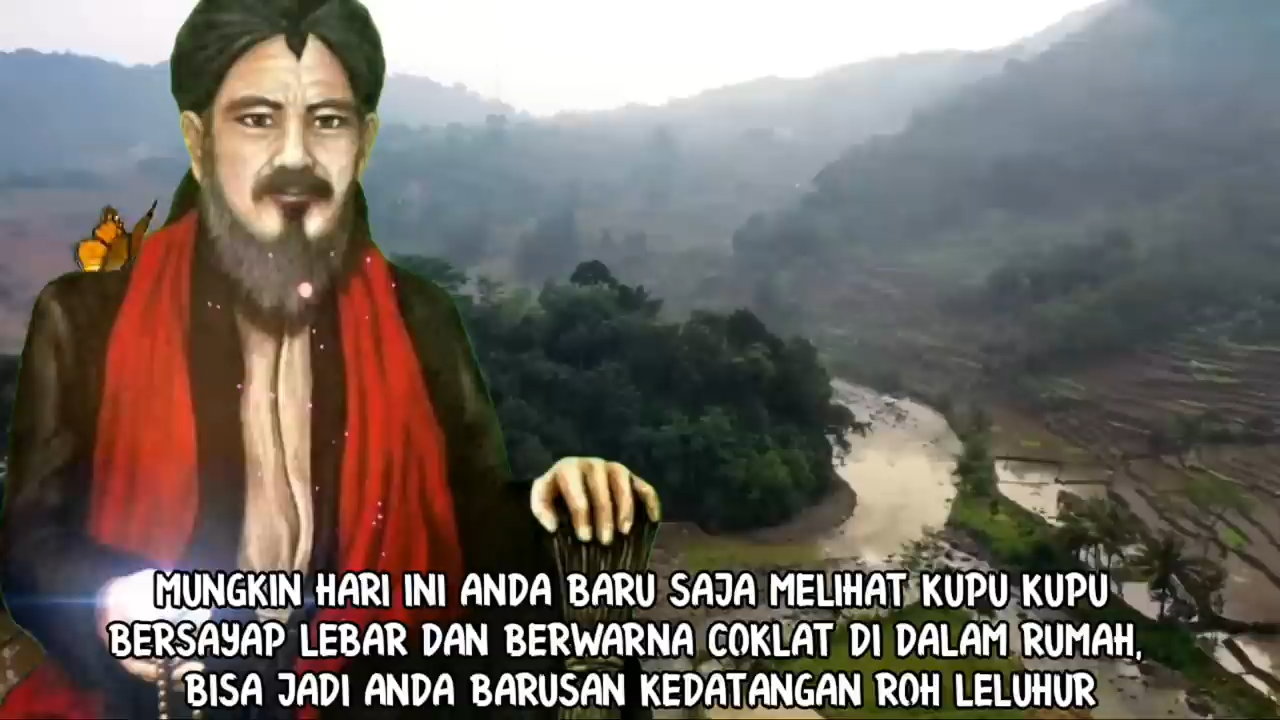 MUNGKIN HARI INI ANDA BARU SAJA MELIHAT KUPU KUPU
BERSAYAP LEBAR DAN BERWARNA COKLAT DI DALAM RUMAH,
BISA JADI ANDA BARUSAN KEDATANGAN ROH LELUHUR